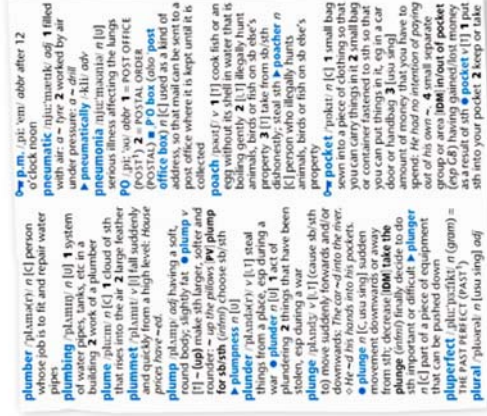 plumber /ˈplʌmə(r)/ n [C] person
whose job is to fit and repair water
pipes
plumbing /ˈplʌmɪŋ/ n [U] 1 system
of water pipes, tanks, etc in a
building 2 work of a plumber
plume /pluːm/ n [C] 1 cloud of sth
that rises into the air 2 large feather
plummet /ˈplʌmɪt/ v [I] fall suddenly
and quickly from a high level: House
prices have ~ed.
plump /plʌmp/ adj having a soft,
round body; slightly fat ● plump v
[T] ~ (up) make sth larger, softer and
rounder: ~ up the pillows [PV] plump
for sb/sth (infml) choose sb/sth
▶ plumpness n [U]
plunder /ˈplʌndə(r)/ v [I,T] steal
things from a place, esp during a
war ● plunder n [U] 1 act of
plundering 2 things that have been
stolen, esp during a war
plunge /plʌndʒ/ v [I,T] (cause sb/sth
to) move suddenly forwards and/or
downwards: The car ~d into the river.
◇ He ~d his hands into his pockets.
● plunge n [C, usu sing] sudden
movement downwards or away
from sth; decrease [IDM] take the
plunge (infml) finally decide to do
sth important or difficult ▶ plunger
n [C] part of a piece of equipment
that can be pushed down
pluperfect /ˌpluːˈpɜːfɪkt/ n (gram) =
THE PAST PERFECT (PAST¹)
plural /ˈplʊərəl/ n [usu sing] adj
p.m. /ˌpiː ˈem/ abbr after 12
o'clock noon
pneumatic /njuːˈmætɪk/ adj 1 filled
with air: a ~ tyre 2 worked by air
under pressure: a ~ drill
▶ pneumatically /-kli/ adv
pneumonia /njuːˈməʊniə/ n [U]
serious illness affecting the lungs
PO /ˌpiː ˈəʊ/ abbr 1 = POST OFFICE
(POST¹) 2 = POSTAL ORDER
(POSTAL) ■ PO box (also post
office box) n [C] used as a kind of
address, so that mail can be sent to a
post office where it is kept until it is
collected
poach /pəʊtʃ/ v 1 [T] cook fish or an
egg without its shell in water that is
boiling gently 2 [I,T] illegally hunt
animals, birds or fish on sb else's
property 3 [T] take from sb/sth
dishonestly; steal sth ▶ poacher n
[C] person who illegally hunts
animals, birds or fish on sb else's
property
pocket /ˈpɒkɪt/ n [C] 1 small bag
sewn into a piece of clothing so that
you can carry things in it 2 small bag
or container fastened to sth so that
you can put things in it, eg in a car
door or handbag 3 [usu sing]
amount of money that you have to
spend: He had no intention of paying
out of his own ~. 4 small separate
group or area [IDM] in/out of pocket
(esp GB) having gained/lost money
as a result of sth ● pocket v [T] 1 put
sth into your pocket 2 keep or take